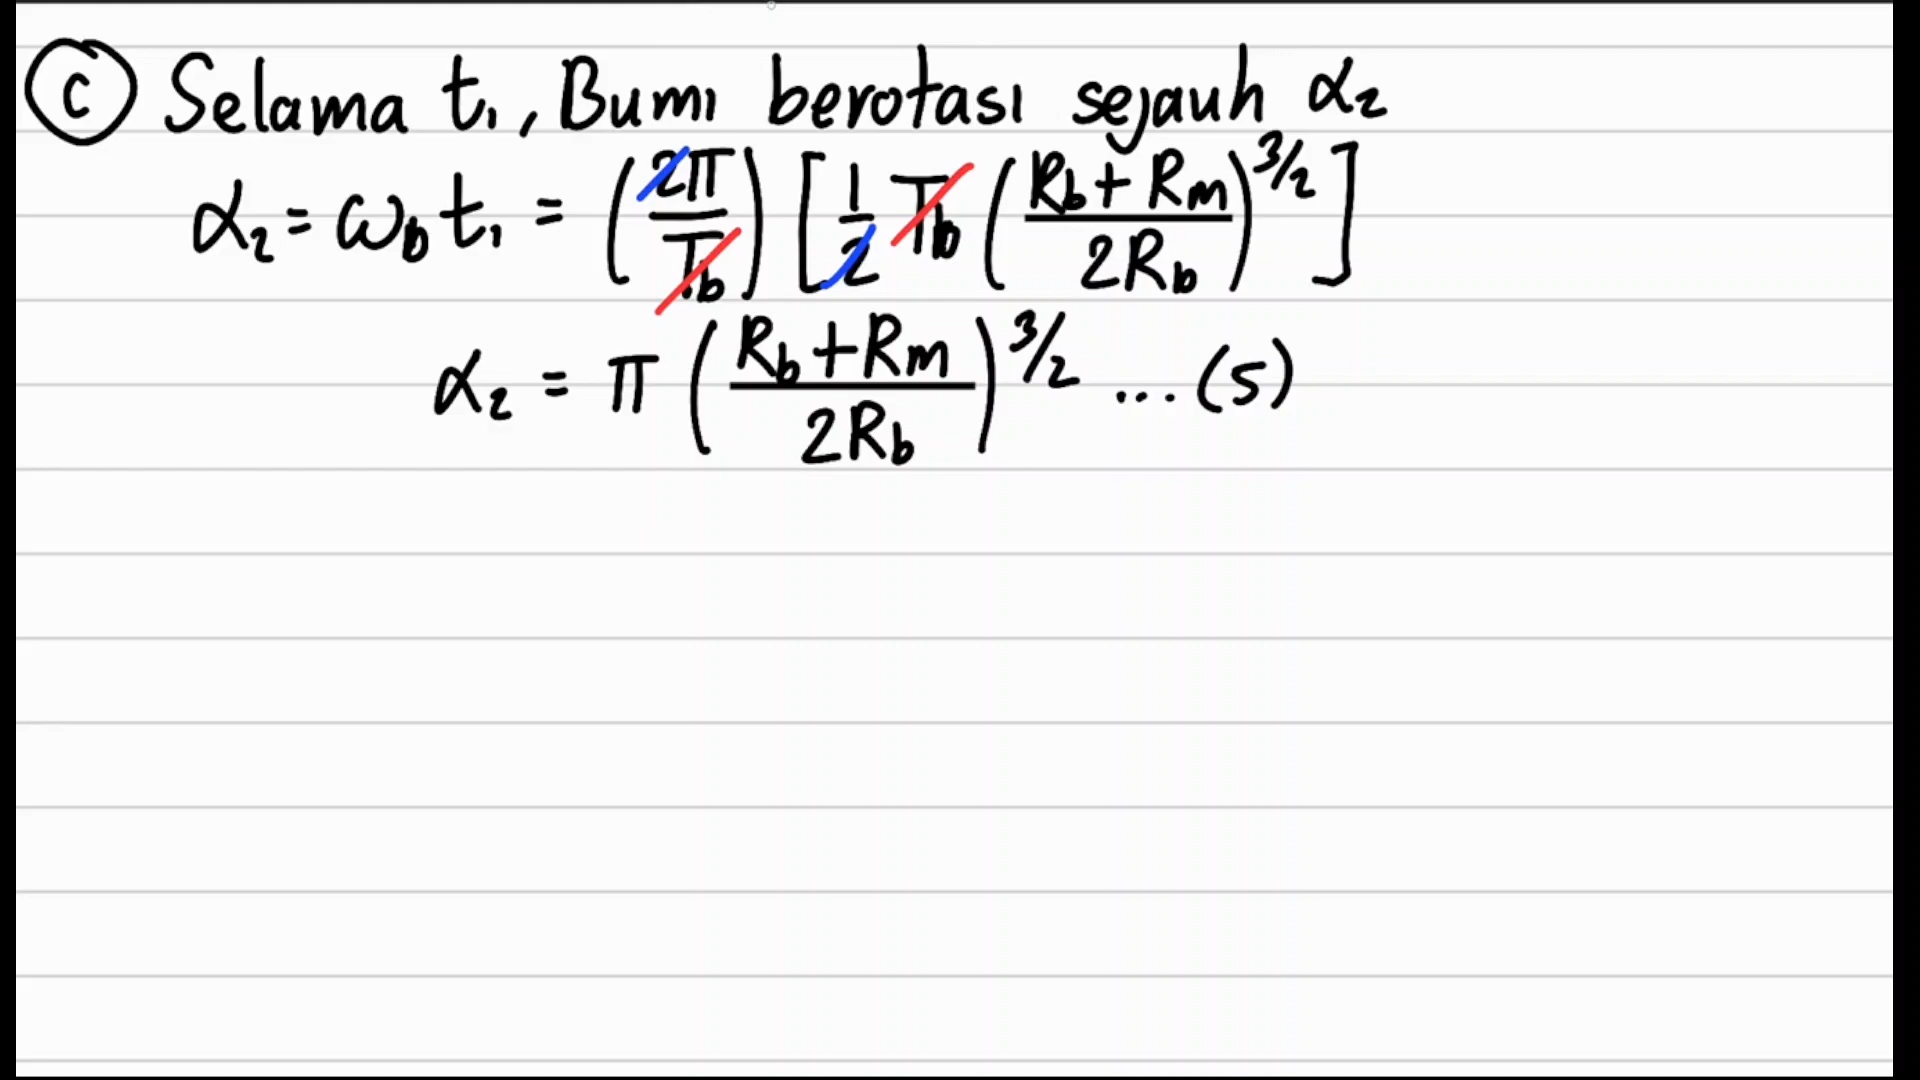 c Selama t₁, Bumi berotasi sejauh α₂
α₂ = ω_b t₁ = (2π/T_b) [1/2 T_b ((R_b + R_m)/2R_b)^3/2]
α₂ = π ((R_b + R_m)/2R_b)^3/2 ... (5)